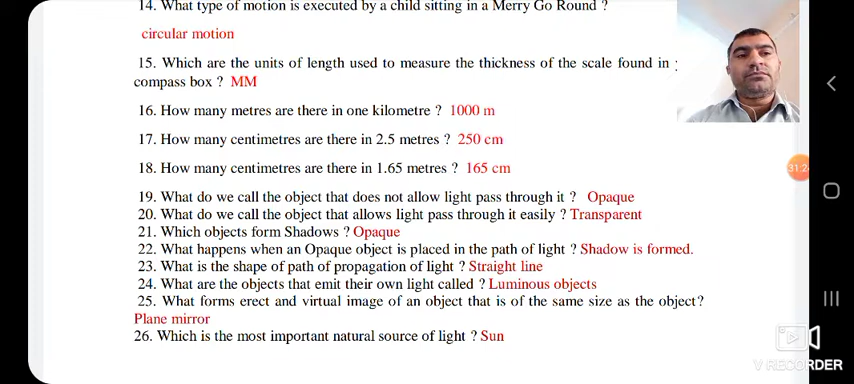 14. What type of motion is executed by a child sitting in a Merry Go Round ?
circular motion
15. Which are the units of length used to measure the thickness of the scale found in
compass box ? MM
16. How many metres are there in one kilometre ? 1000 m
17. How many centimetres are there in 2.5 metres ? 250 cm
18. How many centimetres are there in 1.65 metres ? 165 cm
31:2
19. What do we call the object that does not allow light pass through it ? Opaque
20. What do we call the object that allows light pass through it easily ? Transparent
21. Which objects form Shadows ? Opaque
22. What happens when an Opaque object is placed in the path of light ? Shadow is formed.
23. What is the shape of path of propagation of light ? Straight line
24. What are the objects that emit their own light called ? Luminous objects
25. What forms erect and virtual image of an object that is of the same size as the object?
Plane mirror
26. Which is the most important natural source of light ? Sun
V RECORDER